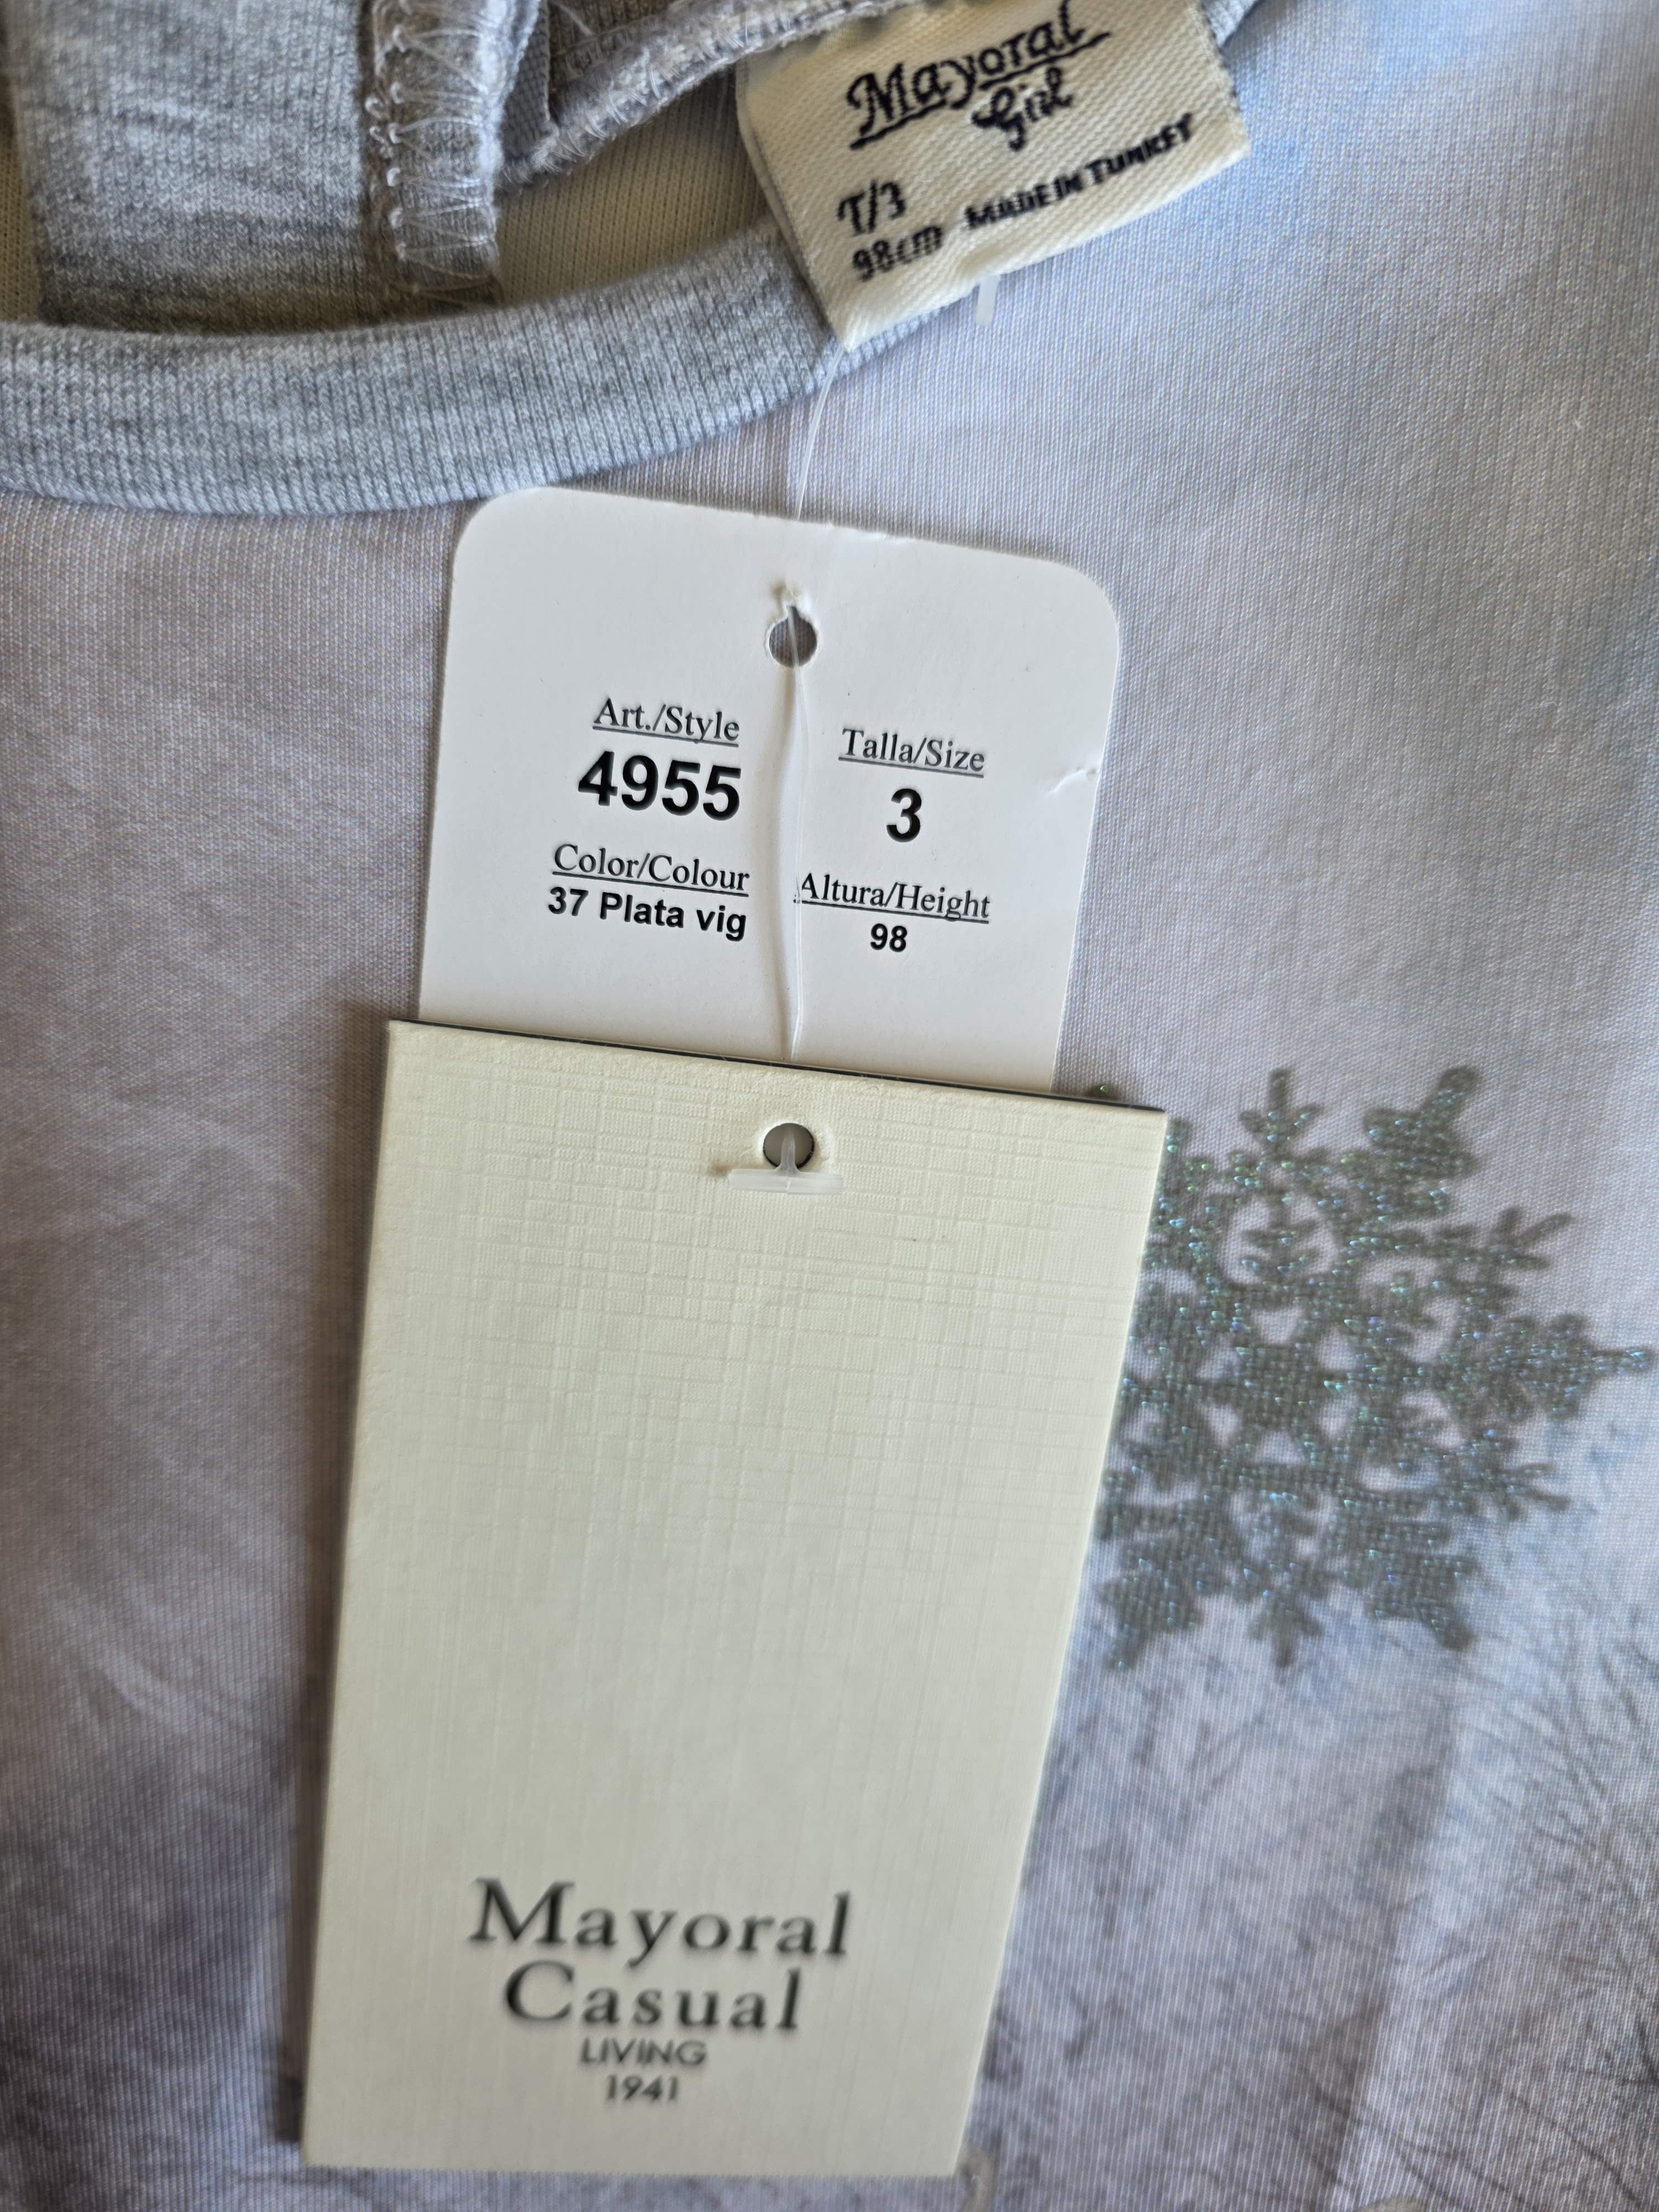 Mayoral
Girl
T/3
98cm MADE IN TURKEY
Art./Style
4955
Color/Colour
37 Plata vig
Talla/Size
3
Altura/Height
98
Mayoral
Casual
LIVING
1941